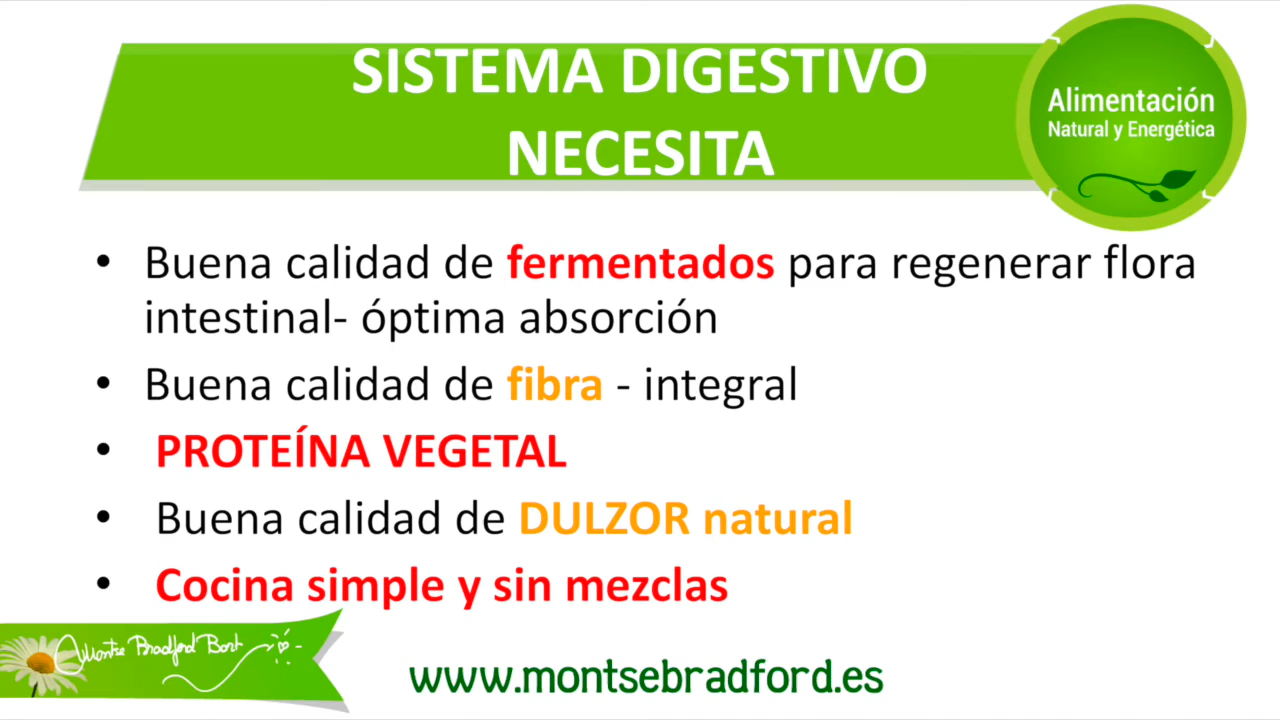 SISTEMA DIGESTIVO
NECESITA
Alimentación
Natural y Energética
• Buena calidad de fermentados para regenerar flora
intestinal- óptima absorción
• Buena calidad de fibra - integral
• PROTEÍNA VEGETAL
• Buena calidad de DULZOR natural
• Cocina simple y sin mezclas
Montse Bradford Bort
www.montsebradford.es